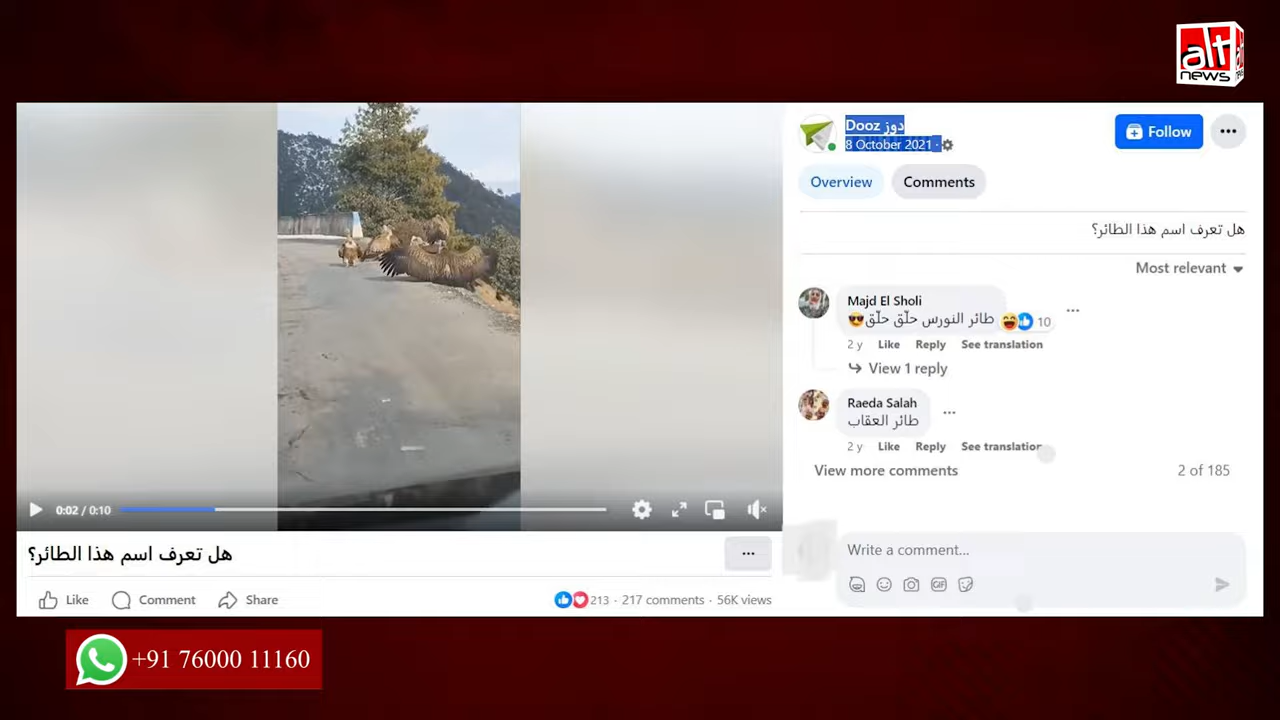 alt
news
دوز Dooz
8 October 2021 ·
Follow
Overview
Comments
هل تعرف اسم هذا الطائر؟
Most relevant
Majd El Sholi
طائر النورس حلّق حلّق😎
10
2 y Like Reply See translation
View 1 reply
Raeda Salah
طائر العقاب
2 y Like Reply See translation
View more comments
2 of 185
Write a comment...
GIF
0:02 / 0:10
هل تعرف اسم هذا الطائر؟
Like
Comment
Share
213 · 217 comments · 56K views
+91 76000 11160